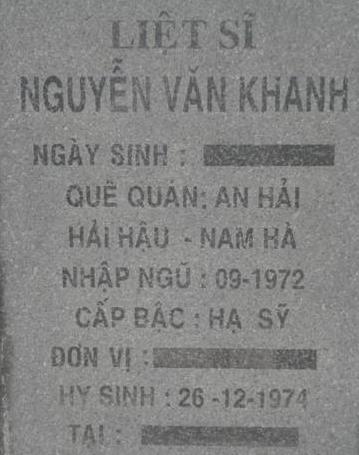 LIỆT SĨ
NGUYỄN VĂN KHANH
NGÀY SINH :
QUÊ QUÁN: AN HẢI
HẢI HẬU - NAM HÀ
NHẬP NGŨ : 09-1972
CẤP BẬC : HẠ SỸ
ĐƠN VỊ :
HY SINH : 26 -12-1974
TẠI :